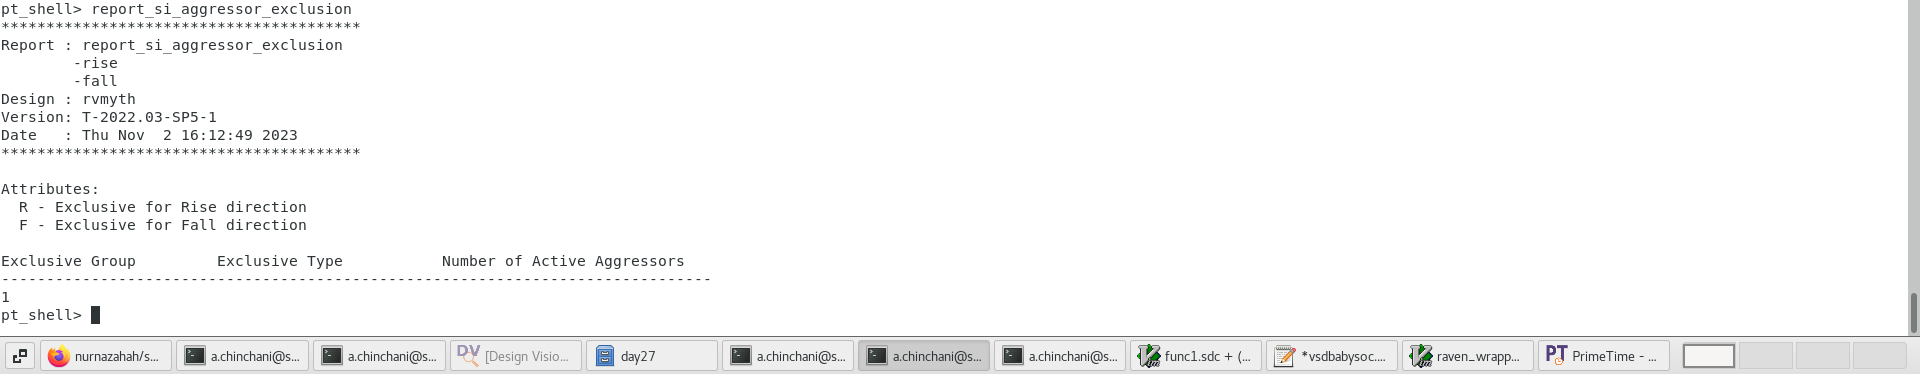 pt_shell> report_si_aggressor_exclusion
****************************************
Report : report_si_aggressor_exclusion
        -rise
        -fall
Design : rvmyth
Version: T-2022.03-SP5-1
Date   : Thu Nov  2 16:12:49 2023
****************************************
Attributes:
  R - Exclusive for Rise direction
  F - Exclusive for Fall direction
Exclusive Group         Exclusive Type           Number of Active Aggressors
-------------------------------------------------------------------------------
1
pt_shell>
nurnazahah/s... a.chinchani@s... a.chinchani@s... DV [Design Visio... day27 a.chinchani@s... a.chinchani@s... a.chinchani@s... func1.sdc + (... *vsdbabysoc.... raven_wrapp... PT PrimeTime - ...